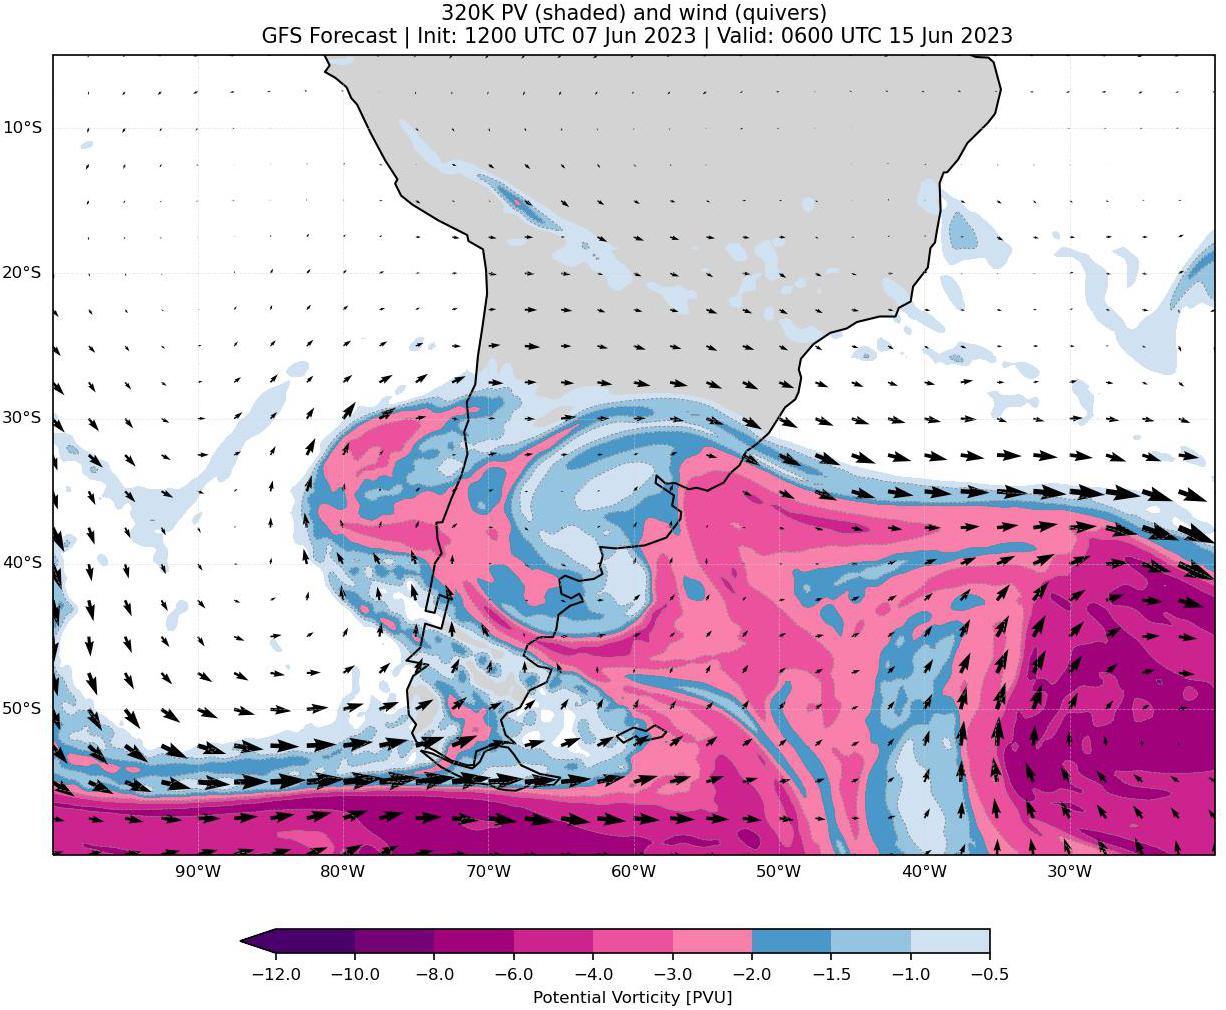 320K PV (shaded) and wind (quivers)
GFS Forecast | Init: 1200 UTC 07 Jun 2023 | Valid: 0600 UTC 15 Jun 2023
10°S
20°S
30°S
40°S
50°S
90°W
80°W
70°W
60°W
50°W
40°W
30°W
−12.0
−10.0
−8.0
−6.0
−4.0
−3.0
−2.0
−1.5
−1.0
−0.5
Potential Vorticity [PVU]